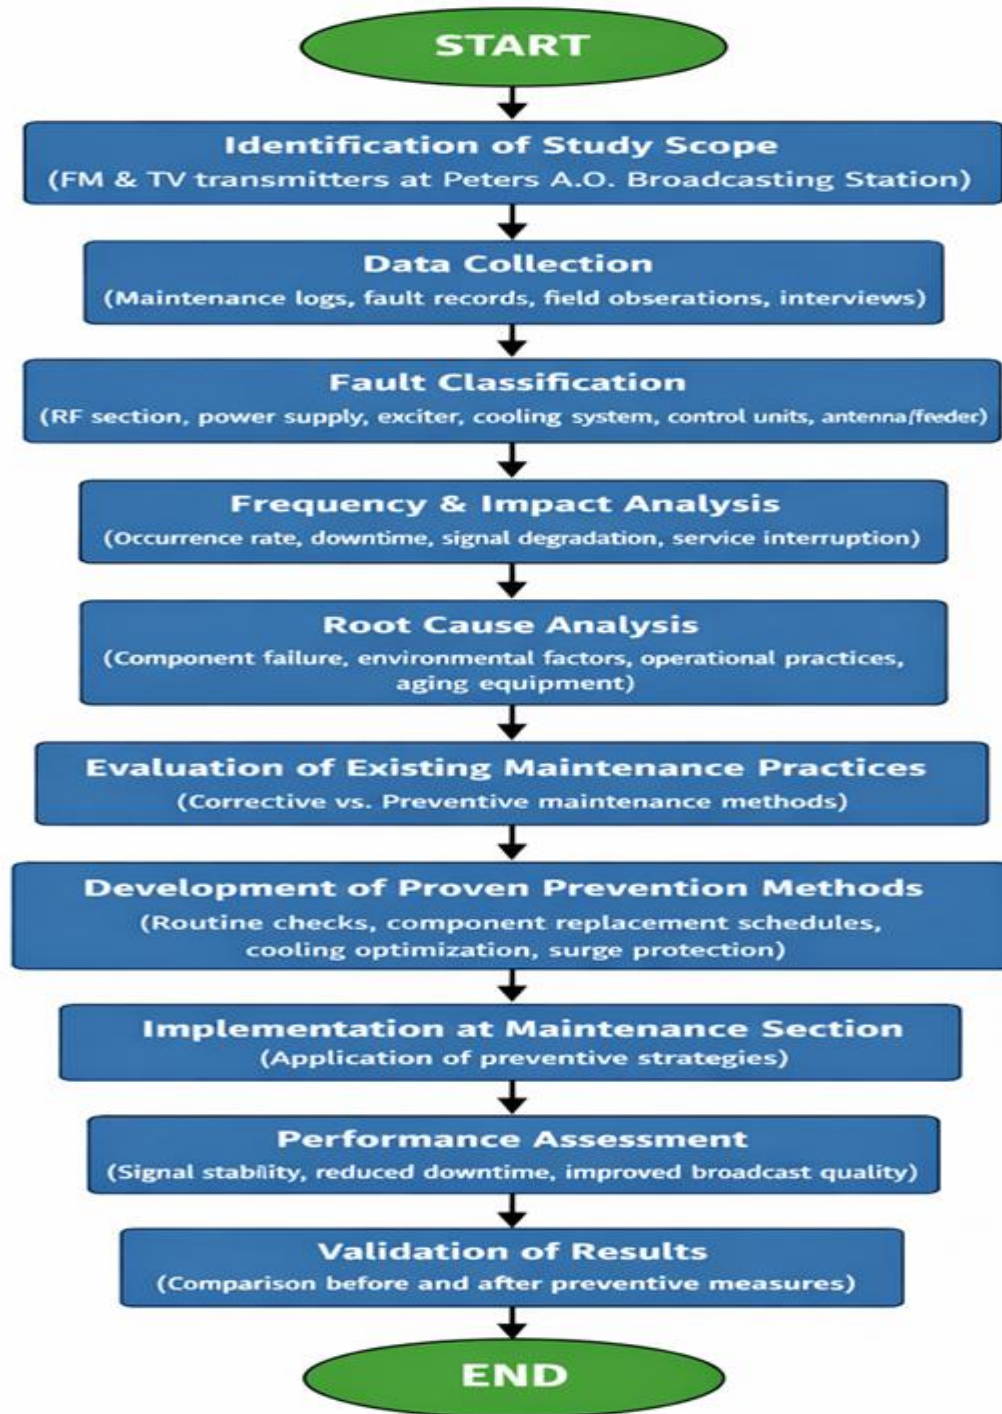 START
Identification of Study Scope
(FM & TV transmitters at Peters A.O. Broadcasting Station)
Data Collection
(Maintenance logs, fault records, field obserations, interviews)
Fault Classification
(RF section, power supply, exciter, cooling system, control units, antenna/feeder)
Frequency & Impact Analysis
(Occurrence rate, downtime, signal degradation, service interruption)
Root Cause Analysis
(Component failure, environmental factors, operational practices,
aging equipment)
Evaluation of Existing Maintenance Practices
(Corrective vs. Preventive maintenance methods)
Development of Proven Prevention Methods
(Routine checks, component replacement schedules,
cooling optimization, surge protection)
Implementation at Maintenance Section
(Application of preventive strategies)
Performance Assessment
(Signal stability, reduced downtime, improved broadcast quality)
Validation of Results
(Comparison before and after preventive measures)
END